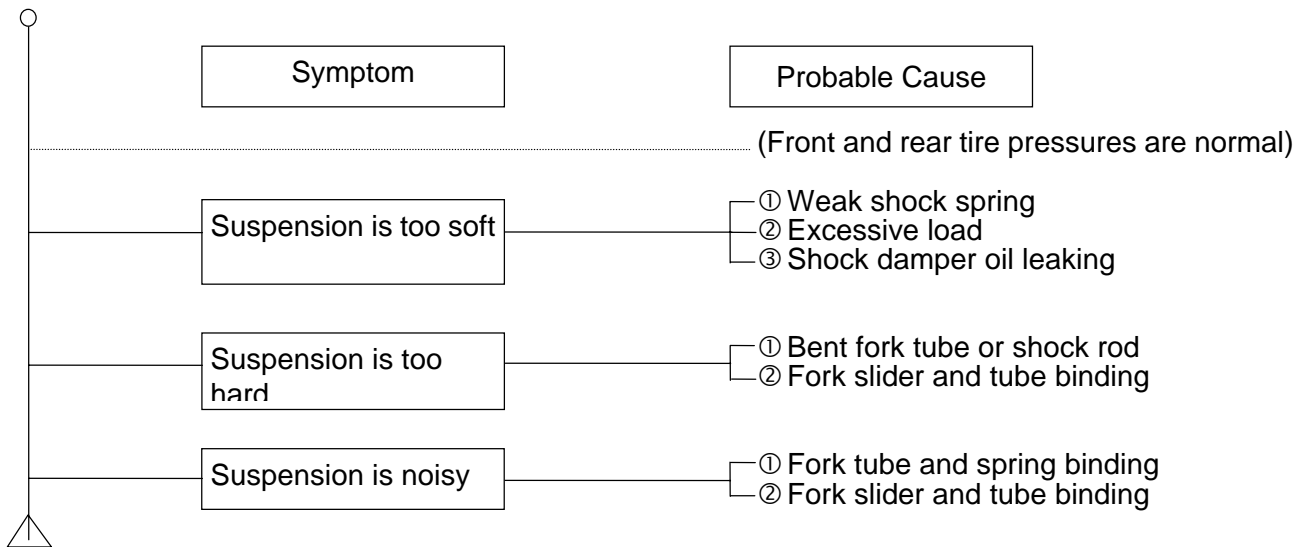 Symptom
Probable Cause
(Front and rear tire pressures are normal)
Suspension is too soft
① Weak shock spring
② Excessive load
③ Shock damper oil leaking
Suspension is too
hard
① Bent fork tube or shock rod
② Fork slider and tube binding
Suspension is noisy
① Fork tube and spring binding
② Fork slider and tube binding